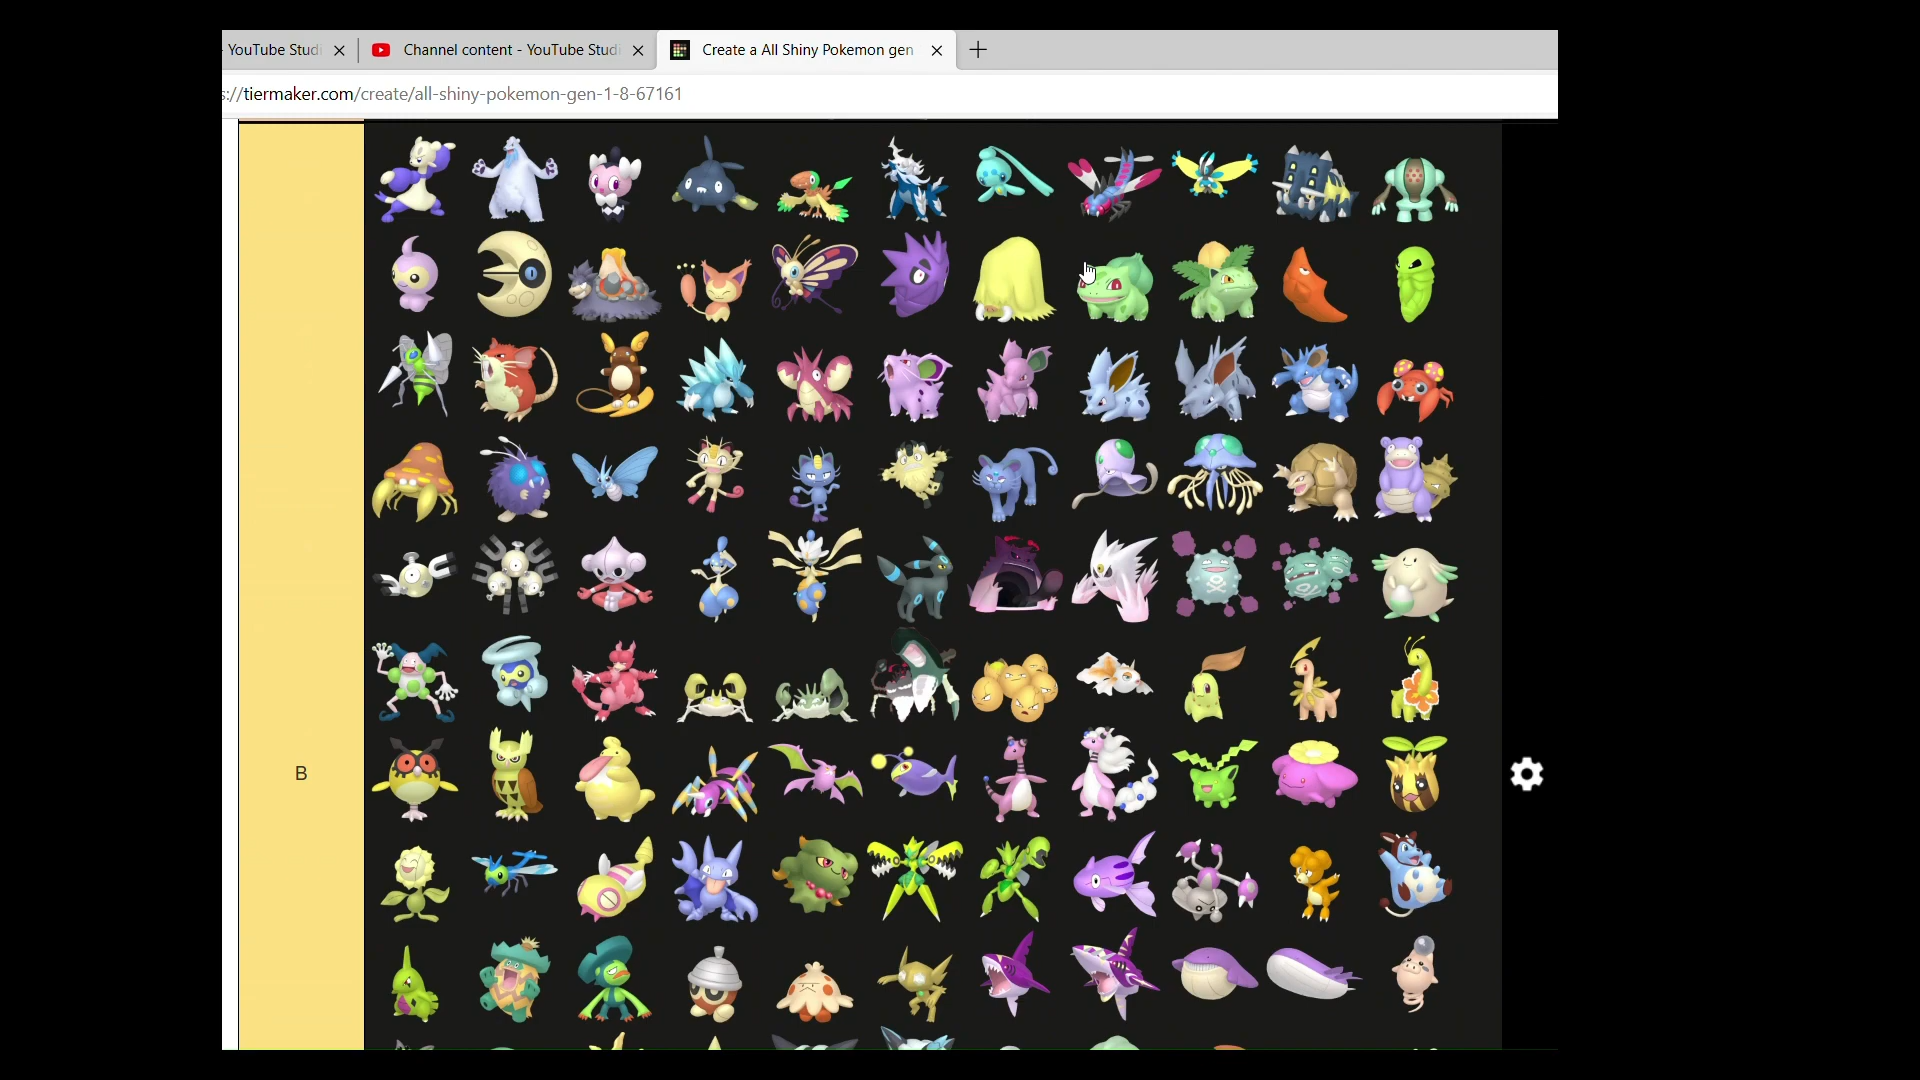 YouTube Studi
Channel content - YouTube Studi
Create a All Shiny Pokemon gen
s://tiermaker.com/create/all-shiny-pokemon-gen-1-8-67161
B